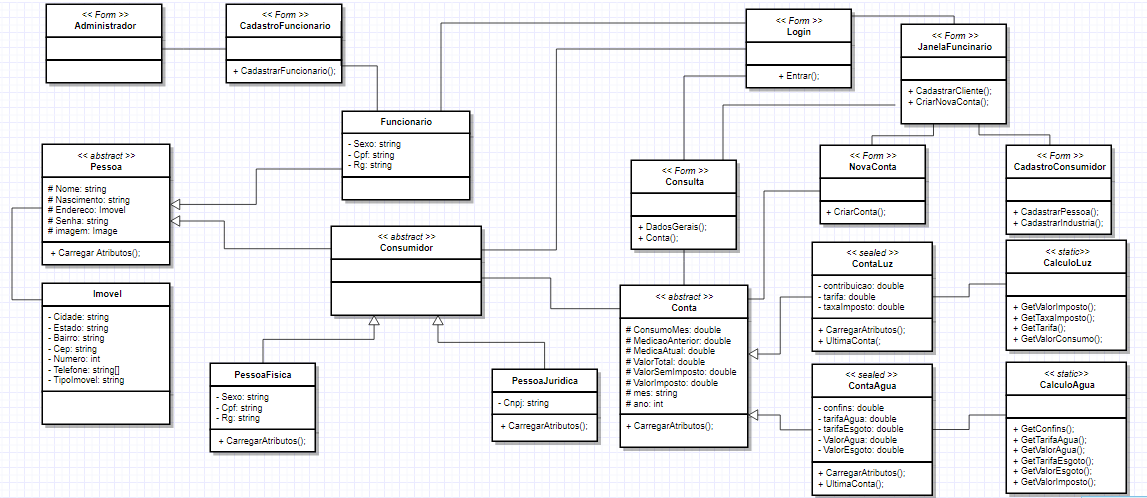 << Form >>
Administrador
<< Form >>
CadastroFuncionario
+ CadastrarFuncionario();
<< Form >>
Login
+ Entrar();
<< Form >>
JanelaFuncinario
+ CadastrarCliente();
+ CriarNovaConta();
Funcionario
- Sexo: string
- Cpf: string
- Rg: string
<< abstract >>
Pessoa
# Nome: string
# Nascimento: string
# Endereco: Imovel
# Senha: string
# imagem: Image
+ Carregar Atributos();
<< Form >>
Consulta
+ DadosGerais();
+ Conta();
<< Form >>
NovaConta
+ CriarConta();
<< Form >>
CadastroConsumidor
+ CadastrarPessoa();
+ CadastrarIndustria();
<< abstract >>
Consumidor
Imovel
- Cidade: string
- Estado: string
- Bairro: string
- Cep: string
- Numero: int
- Telefone: string[]
- TipoImovel: string
<< abstract >>
Conta
# ConsumoMes: double
# MedicaoAnterior: double
# MedicaAtual: double
# ValorTotal: double
# ValorSemImposto: double
# ValorImposto: double
# mes: string
# ano: int
+ CarregarAtributos();
<< sealed >>
ContaLuz
- contribuicao: double
- tarifa: double
- taxaImposto: double
+ CarregarAtributos();
+ UltimaConta(;
<< static>>
CalculoLuz
+ GetValorImposto();
+ GetTaxaImposto();
+ GetTarifa();
+ GetValorConsumo();
PessoaFisica
- Sexo: string
- Cpf: string
- Rg: string
+ CarregarAtributos();
PessoaJuridica
- Cnpj: string
+ CarregarAtributos();
<< sealed >>
ContaAgua
- confins: double
- tarifaAgua: double
- tarifaEsgoto: double
- ValorAgua: double
- ValorEsgoto: double
+ CarregarAtributos();
+ UltimaConta();
<< static>>
CalculoAgua
+ GetConfins();
+ GetTarifaAgua();
+ GetValorAgua();
+ GetTarifaEsgoto();
+ GetValorEsgoto();
+ GetValorImposto();